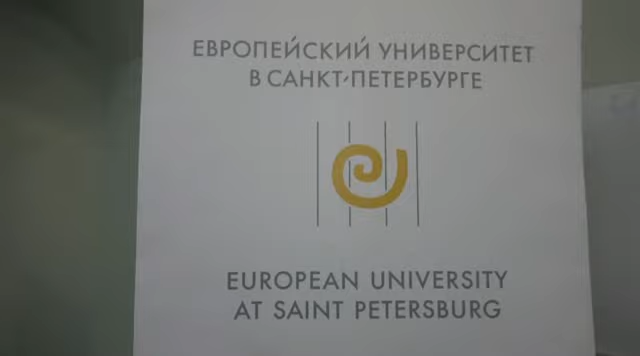 ЕВРОПЕЙСКИЙ УНИВЕРСИТЕТ
В САНКТ-ПЕТЕРБУРГЕ
EUROPEAN UNIVERSITY
AT SAINT PETERSBURG